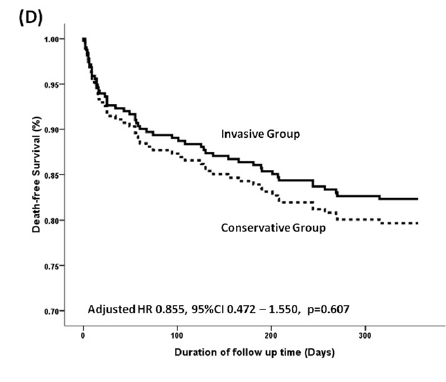 (D)
1.00
0.95
0.90
0.85
0.80
0.70
Death-free Survival (%)
Invasive Group
Conservative Group
Adjusted HR 0.855, 95%CI 0.472 – 1.550, p=0.607
0
100
200
300
Duration of follow up time (Days)